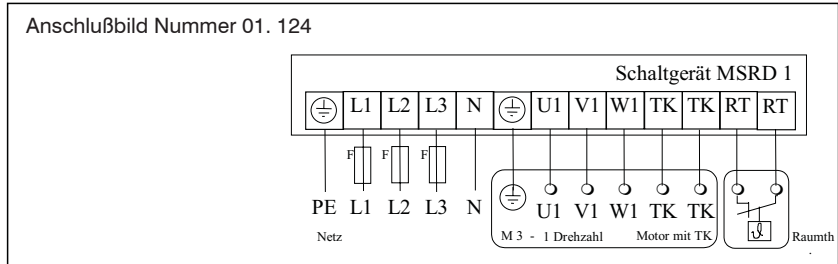 Anschlußbild Nummer 01. 124
Schaltgerät MSRD 1
L1 L2 L3 N U1 V1 W1 TK TK RT RT
F F F
PE L1 L2 L3 N U1 V1 W1 TK TK
Netz M 3 - 1 Drehzahl Motor mit TK ϑ Raumth
.